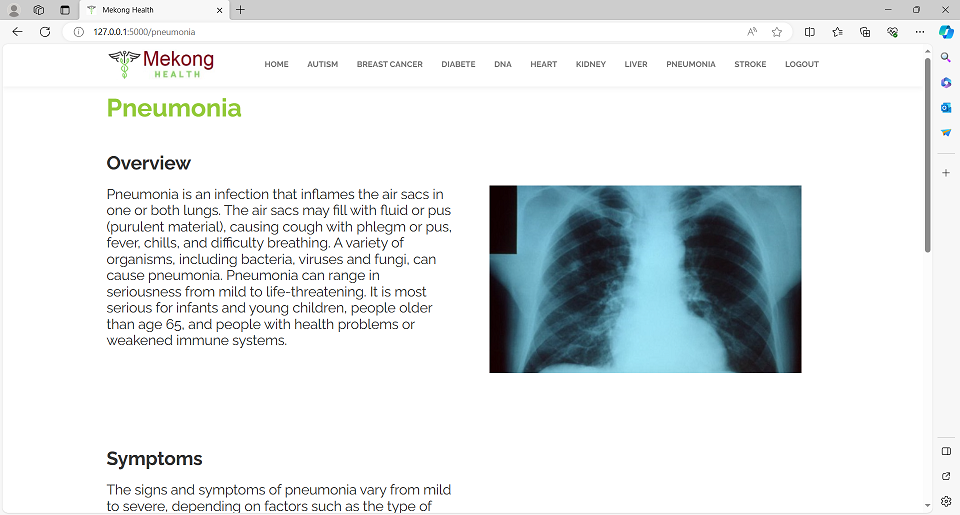 Mekong Health
127.0.0.1:5000/pneumonia
Mekong
HEALTH
HOME AUTISM BREAST CANCER DIABETE DNA HEART KIDNEY LIVER PNEUMONIA STROKE LOGOUT
Pneumonia
Overview
Pneumonia is an infection that inflames the air sacs in
one or both lungs. The air sacs may fill with fluid or pus
(purulent material), causing cough with phlegm or pus,
fever, chills, and difficulty breathing. A variety of
organisms, including bacteria, viruses and fungi, can
cause pneumonia. Pneumonia can range in
seriousness from mild to life-threatening. It is most
serious for infants and young children, people older
than age 65, and people with health problems or
weakened immune systems.
Symptoms
The signs and symptoms of pneumonia vary from mild
to severe, depending on factors such as the type of